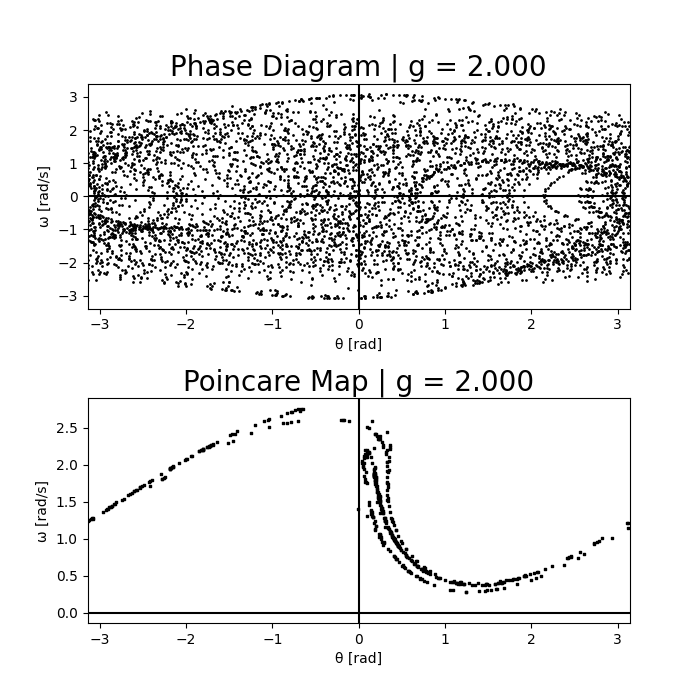 Phase Diagram | g = 2.000
3
2
1
0
−1
−2
−3
ω [rad/s]
−3 −2 −1 0 1 2 3
θ [rad]
Poincare Map | g = 2.000
2.5
2.0
1.5
1.0
0.5
0.0
ω [rad/s]
−3 −2 −1 0 1 2 3
θ [rad]